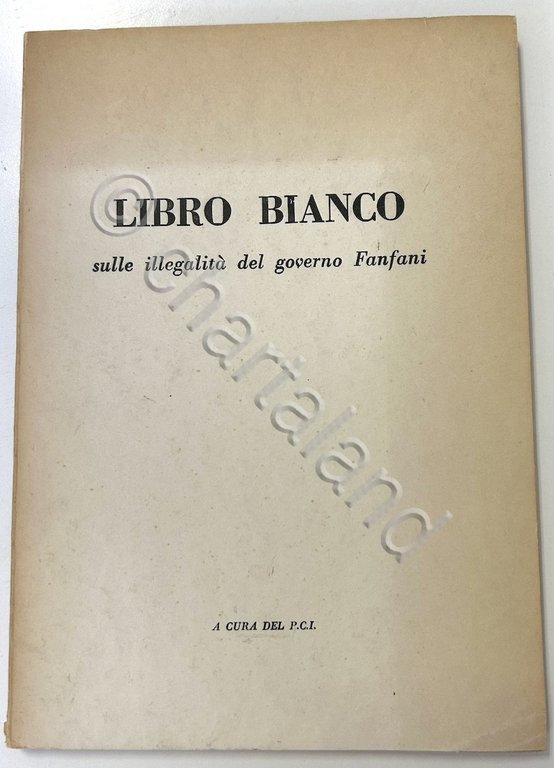 LIBRO BIANCO
sulle illegalità del governo Fanfani
© chartaland
A CURA DEL P.C.I.